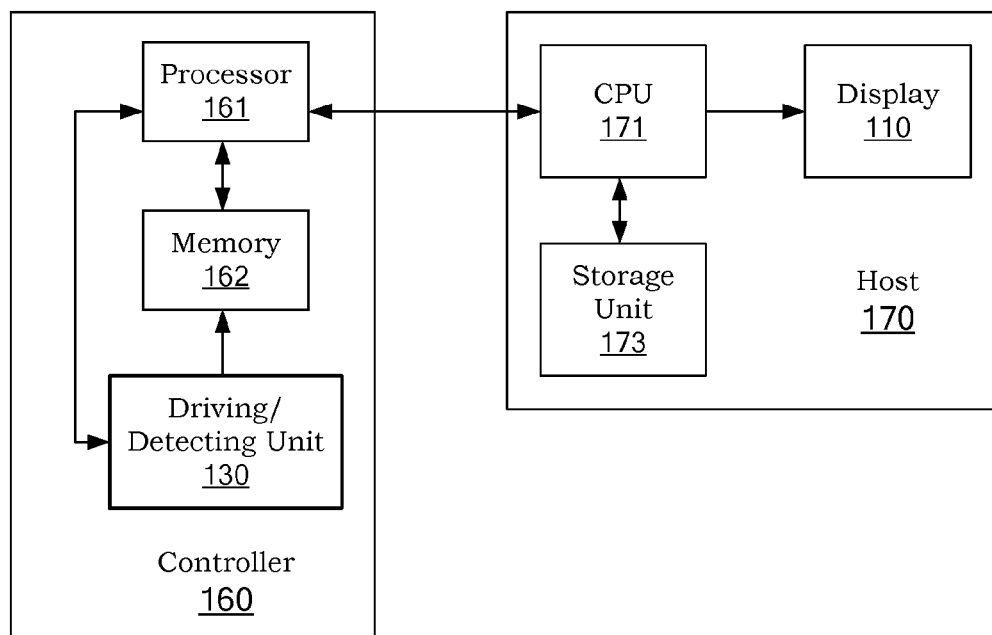 Processor
161
Memory
162
Driving/
Detecting Unit
130
Controller
160
CPU
171
Display
110
Storage
Unit
173
Host
170